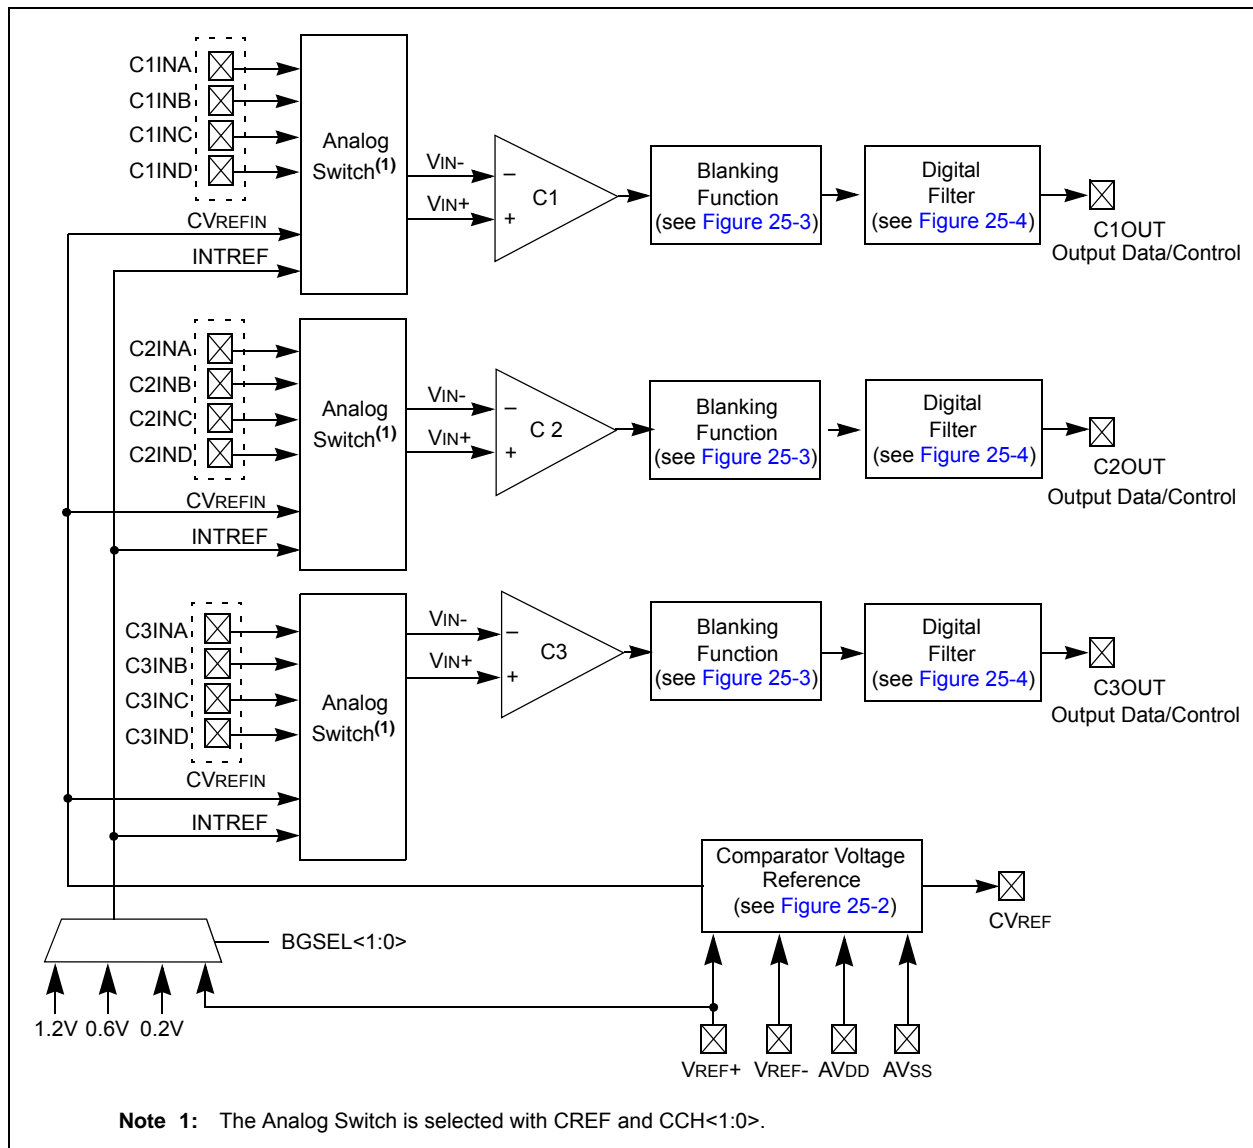 C1INA
C1INB
C1INC
C1IND
CVREFIN
INTREF
Analog
Switch(1)
VIN-
VIN+
–
+
C1
Blanking
Function
(see Figure 25-3)
Digital
Filter
(see Figure 25-4)
C1OUT
Output Data/Control
C2INA
C2INB
C2INC
C2IND
CVREFIN
INTREF
Analog
Switch(1)
VIN-
VIN+
–
+
C 2
Blanking
Function
(see Figure 25-3)
Digital
Filter
(see Figure 25-4)
C2OUT
Output Data/Control
C3INA
C3INB
C3INC
C3IND
CVREFIN
INTREF
Analog
Switch(1)
VIN-
VIN+
–
+
C3
Blanking
Function
(see Figure 25-3)
Digital
Filter
(see Figure 25-4)
C3OUT
Output Data/Control
Comparator Voltage
Reference
(see Figure 25-2)
CVREF
BGSEL<1:0>
1.2V 0.6V 0.2V
VREF+ VREF- AVDD AVSS
Note 1: The Analog Switch is selected with CREF and CCH<1:0>.